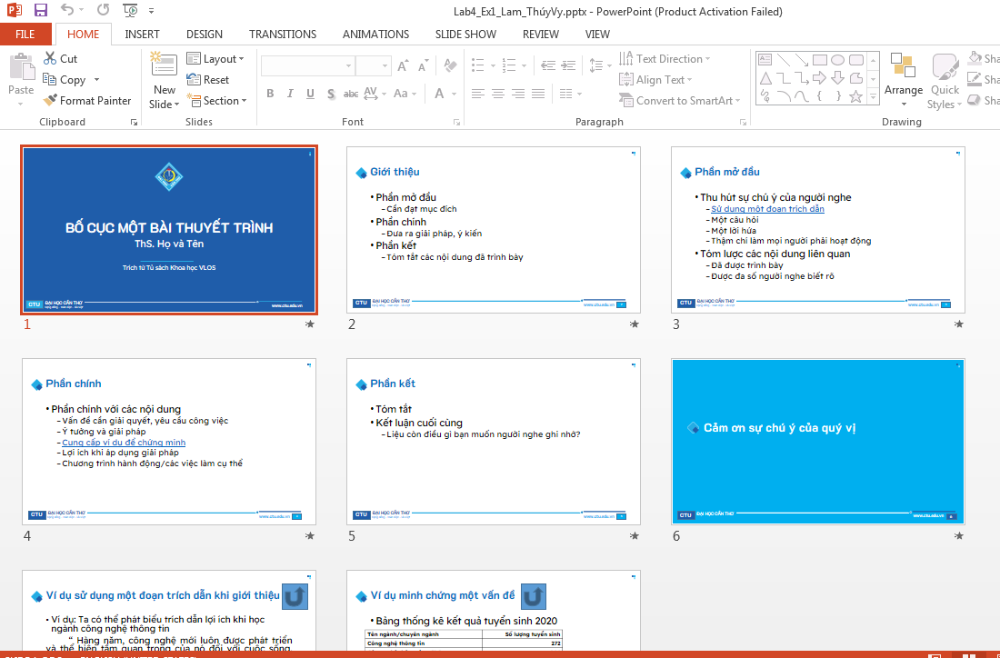 Lab4_Ex1_Lam_ThúyVy.pptx - PowerPoint (Product Activation Failed)
FILE HOME INSERT DESIGN TRANSITIONS ANIMATIONS SLIDE SHOW REVIEW VIEW
Paste
Cut
Copy
Format Painter
Clipboard
New
Slide
Layout
Reset
Section
Slides
B I U S abc AV Aa A
Font
Text Direction
Align Text
Convert to SmartArt
Paragraph
Arrange
Quick
Styles
Sha
Sha
Sha
Drawing
BỐ CỤC MỘT BÀI THUYẾT TRÌNH
ThS. Họ và Tên
Trích từ Tủ sách Khoa học VLOS
CTU ĐẠI HỌC CẦN THƠ
www.ctu.edu.vn
1
Giới thiệu
• Phần mở đầu
– Cần đạt mục đích
• Phần chính
– Đưa ra giải pháp, ý kiến
• Phần kết
– Tóm tắt các nội dung đã trình bày
CTU ĐẠI HỌC CẦN THƠ
www.ctu.edu.vn
2
Phần mở đầu
• Thu hút sự chú ý của người nghe
– Sử dụng một đoạn trích dẫn
– Một câu hỏi
– Một lời hứa
– Thậm chí làm mọi người phải hoạt động
• Tóm lược các nội dung liên quan
– Đã được trình bày
– Được đa số người nghe biết rõ
CTU ĐẠI HỌC CẦN THƠ
www.ctu.edu.vn
3
Phần chính
• Phần chính với các nội dung
– Vấn đề cần giải quyết, yêu cầu công việc
– Ý tưởng và giải pháp
– Cung cấp ví dụ để chứng minh
– Lợi ích khi áp dụng giải pháp
– Chương trình hành động/các việc làm cụ thể
CTU ĐẠI HỌC CẦN THƠ
www.ctu.edu.vn
4
Phần kết
• Tóm tắt
• Kết luận cuối cùng
– Liệu còn điều gì bạn muốn người nghe ghi nhớ?
CTU ĐẠI HỌC CẦN THƠ
www.ctu.edu.vn
5
Cảm ơn sự chú ý của quý vị
CTU ĐẠI HỌC CẦN THƠ
www.ctu.edu.vn
6
Ví dụ sử dụng một đoạn trích dẫn khi giới thiệu
• Ví dụ: Ta có thể phát biểu trích dẫn lợi ích khi học
ngành công nghệ thông tin
“ Hàng năm, công nghệ mới luôn được phát triển
và thể hiện tầm quan trọng của nó đối với cuộc sống.
Ví dụ minh chứng một vấn đề
• Bảng thống kê kết quả tuyển sinh 2020
Tên ngành/chuyên ngành Số lượng tuyển sinh
Công nghệ thông tin 272